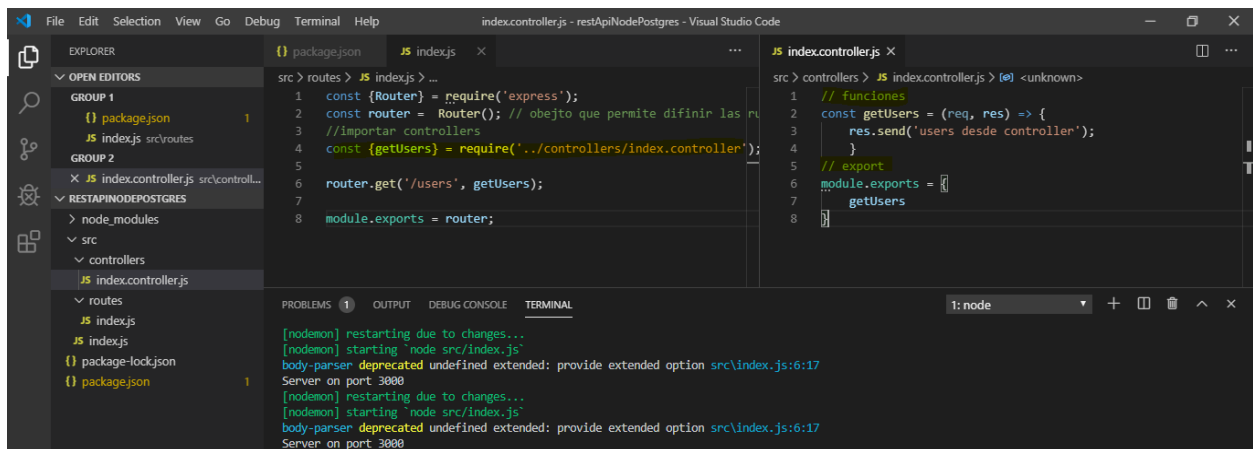 File Edit Selection View Go Debug Terminal Help index.controller.js - restApiNodePostgres - Visual Studio Code
EXPLORER
OPEN EDITORS
GROUP 1
{} package.json 1
JS index.js src\routes
GROUP 2
JS index.controller.js src\controll...
RESTAPINODEPOSTGRES
node_modules
src
controllers
JS index.controller.js
routes
JS index.js
JS index.js
{} package-lock.json
{} package.json 1
{} package.json JS index.js
src > routes > JS index.js > ...
1 const {Router} = require('express');
2 const router = Router(); // obejto que permite difinir las ru
3 //importar controllers
4 const {getUsers} = require('../controllers/index.controller');
5
6 router.get('/users', getUsers);
7
8 module.exports = router;
JS index.controller.js
src > controllers > JS index.controller.js > <unknown>
1 // funciones
2 const getUsers = (req, res) => {
3 res.send('users desde controller');
4 }
5 // export
6 module.exports = {
7 getUsers
8 }
PROBLEMS 1 OUTPUT DEBUG CONSOLE TERMINAL 1: node
[nodemon] restarting due to changes...
[nodemon] starting `node src/index.js`
body-parser deprecated undefined extended: provide extended option src\index.js:6:17
Server on port 3000
[nodemon] restarting due to changes...
[nodemon] starting `node src/index.js`
body-parser deprecated undefined extended: provide extended option src\index.js:6:17
Server on port 3000